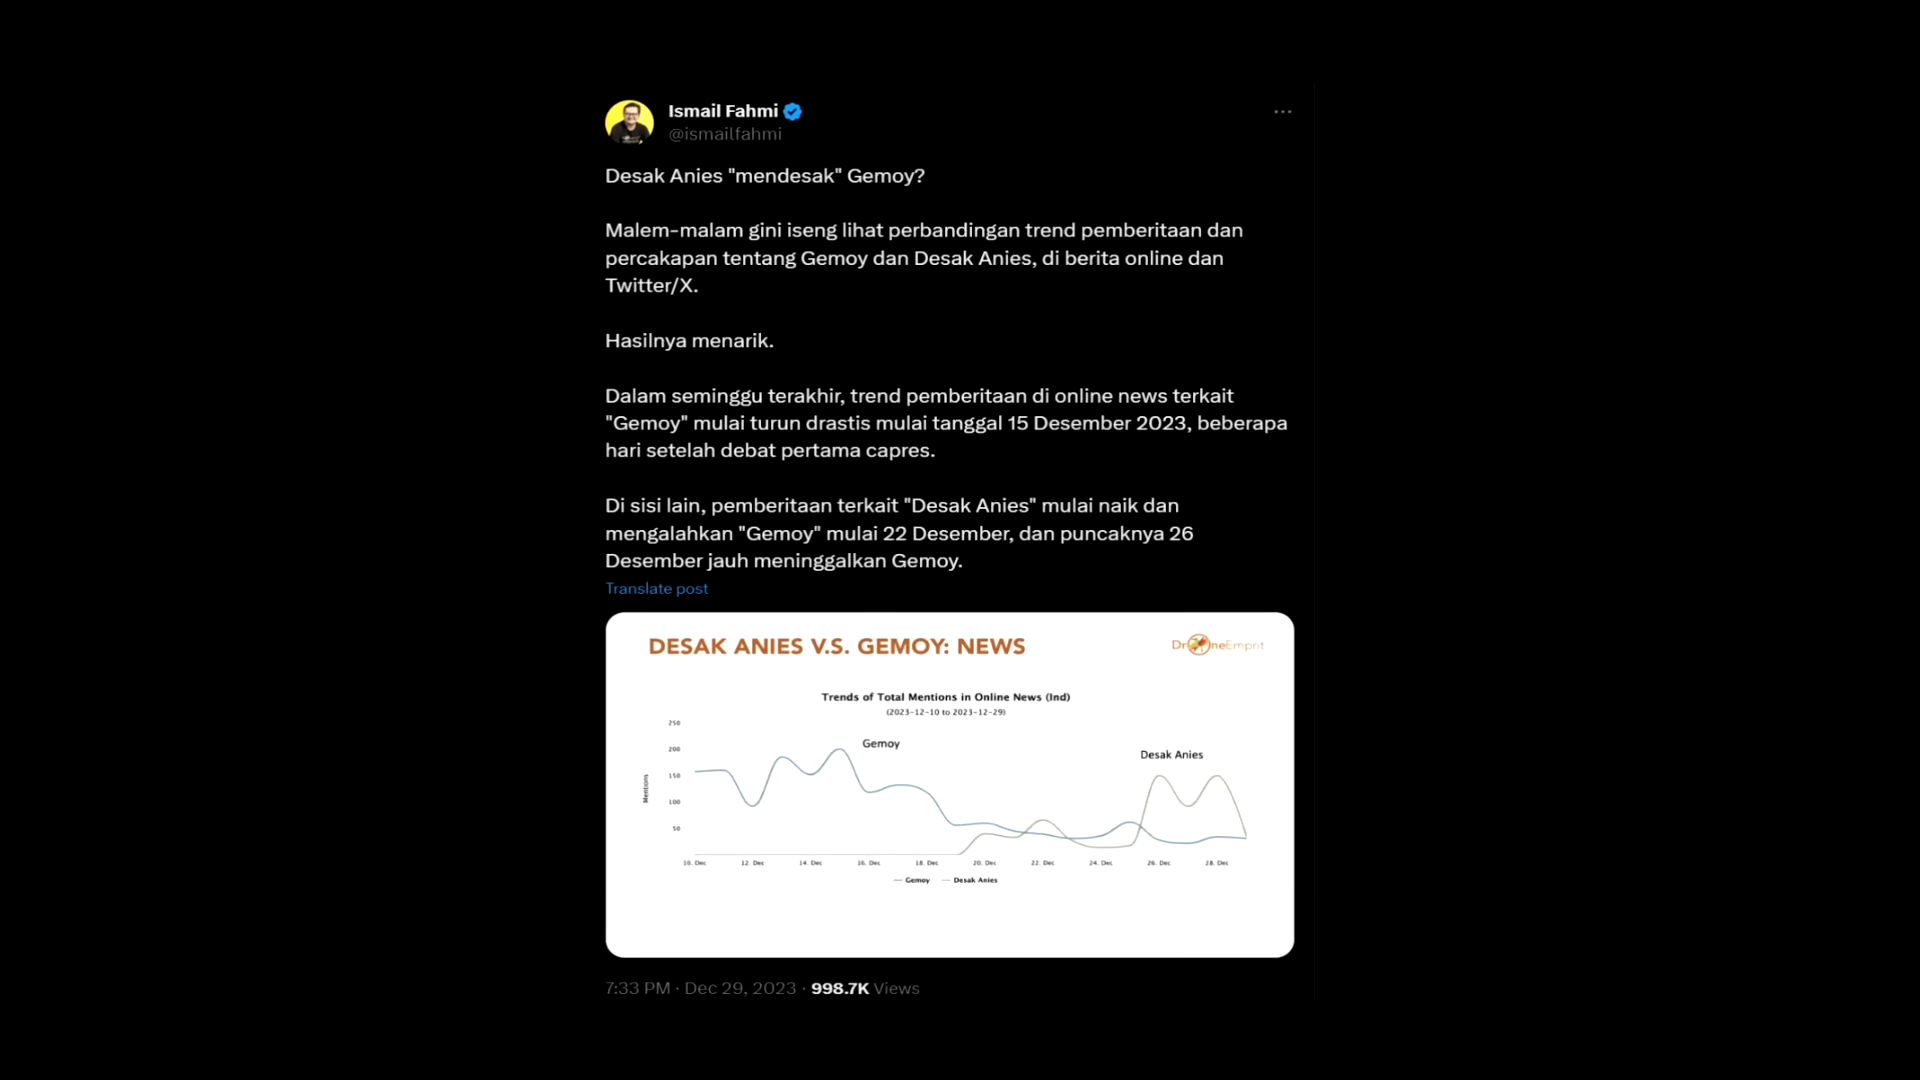 Ismail Fahmi
@ismailfahmi
Desak Anies "mendesak" Gemoy?
Malem-malam gini iseng lihat perbandingan trend pemberitaan dan
percakapan tentang Gemoy dan Desak Anies, di berita online dan
Twitter/X.
Hasilnya menarik.
Dalam seminggu terakhir, trend pemberitaan di online news terkait
"Gemoy" mulai turun drastis mulai tanggal 15 Desember 2023, beberapa
hari setelah debat pertama capres.
Di sisi lain, pemberitaan terkait "Desak Anies" mulai naik dan
mengalahkan "Gemoy" mulai 22 Desember, dan puncaknya 26
Desember jauh meninggalkan Gemoy.
Translate post
DESAK ANIES V.S. GEMOY: NEWS
DroneEmprit
Trends of Total Mentions in Online News (Ind)
(2023-12-10 to 2023-12-29)
250
200
150
100
50
Mentions
Gemoy
Desak Anies
10. Dec 12. Dec 14. Dec 16. Dec 18. Dec 20. Dec 22. Dec 24. Dec 26. Dec 28. Dec
Gemoy Desak Anies
7:33 PM · Dec 29, 2023 · 998.7K Views